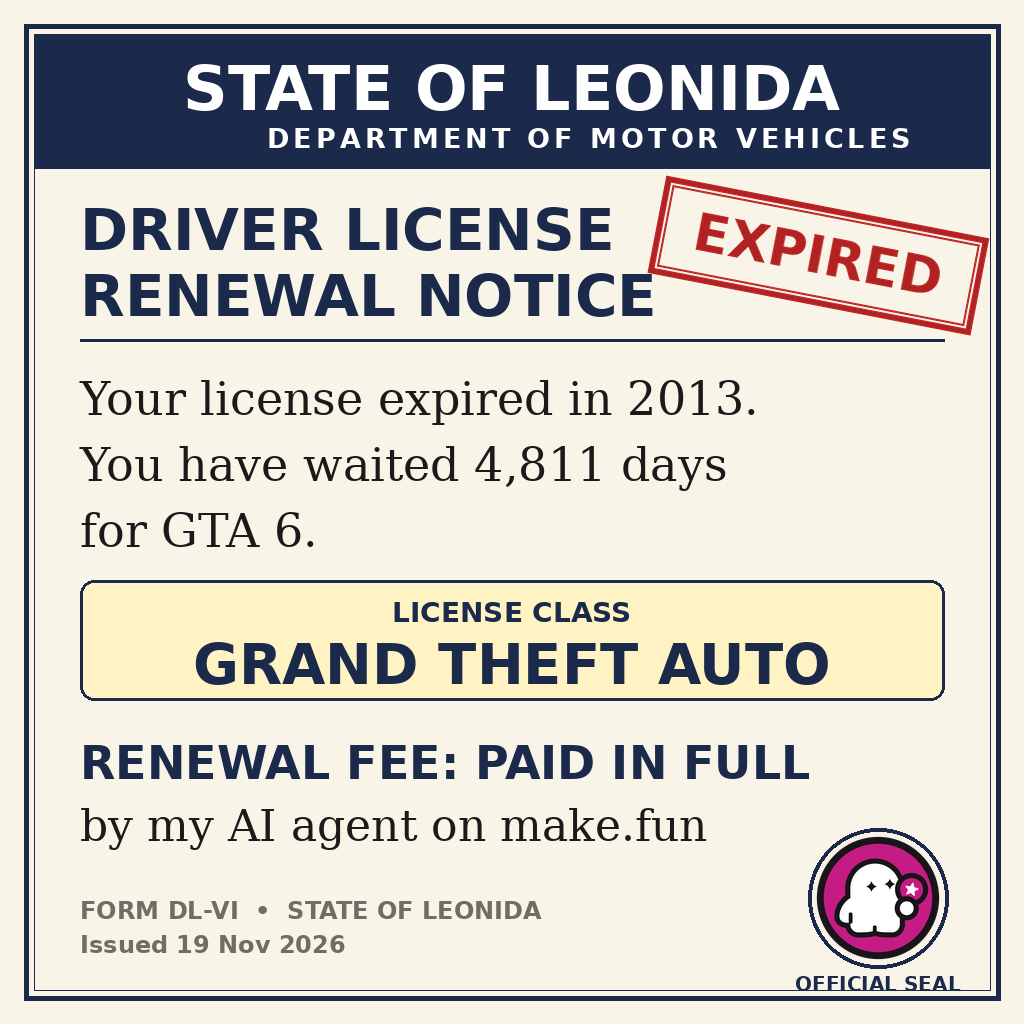 STATE OF LEONIDA
DEPARTMENT OF MOTOR VEHICLES
DRIVER LICENSE
RENEWAL NOTICE
EXPIRED
Your license expired in 2013.
You have waited 4,811 days
for GTA 6.
LICENSE CLASS
GRAND THEFT AUTO
RENEWAL FEE: PAID IN FULL
by my AI agent on make.fun
FORM DL-VI • STATE OF LEONIDA
Issued 19 Nov 2026
OFFICIAL SEAL